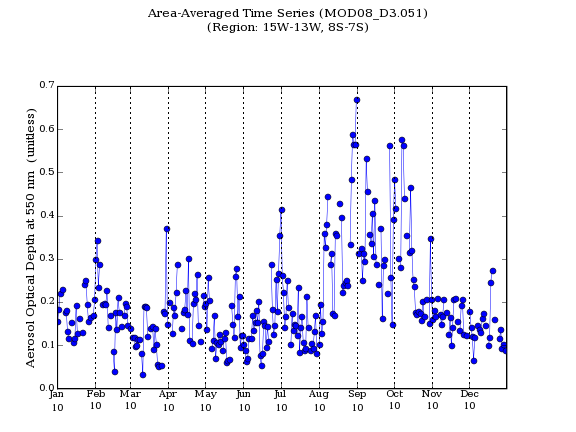 Area-Averaged Time Series (MOD08_D3.051)
(Region: 15W-13W, 8S-7S)
Aerosol Optical Depth at 550 nm (unitless)
0.7
0.6
0.5
0.4
0.3
0.2
0.1
0.0
Jan Feb Mar Apr May Jun Jul Aug Sep Oct Nov Dec
10 10 10 10 10 10 10 10 10 10 10 10